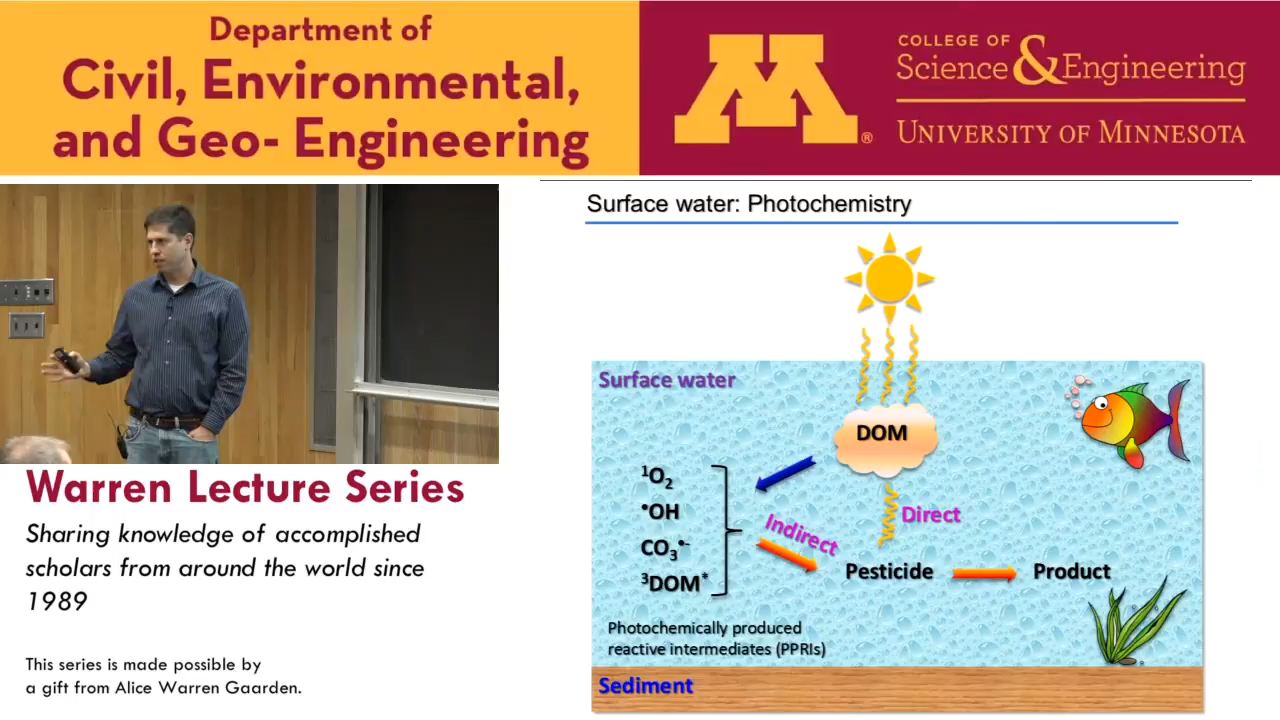 Department of
Civil, Environmental,
and Geo- Engineering
M®
COLLEGE OF
Science & Engineering
UNIVERSITY OF MINNESOTA
Warren Lecture Series
Sharing knowledge of accomplished
scholars from around the world since
1989
This series is made possible by
a gift from Alice Warren Gaarden.
Surface water: Photochemistry
Surface water
DOM
¹O₂
•OH
CO₃•⁻
³DOM*
Indirect
Direct
Pesticide
Product
Photochemically produced
reactive intermediates (PPRIs)
Sediment